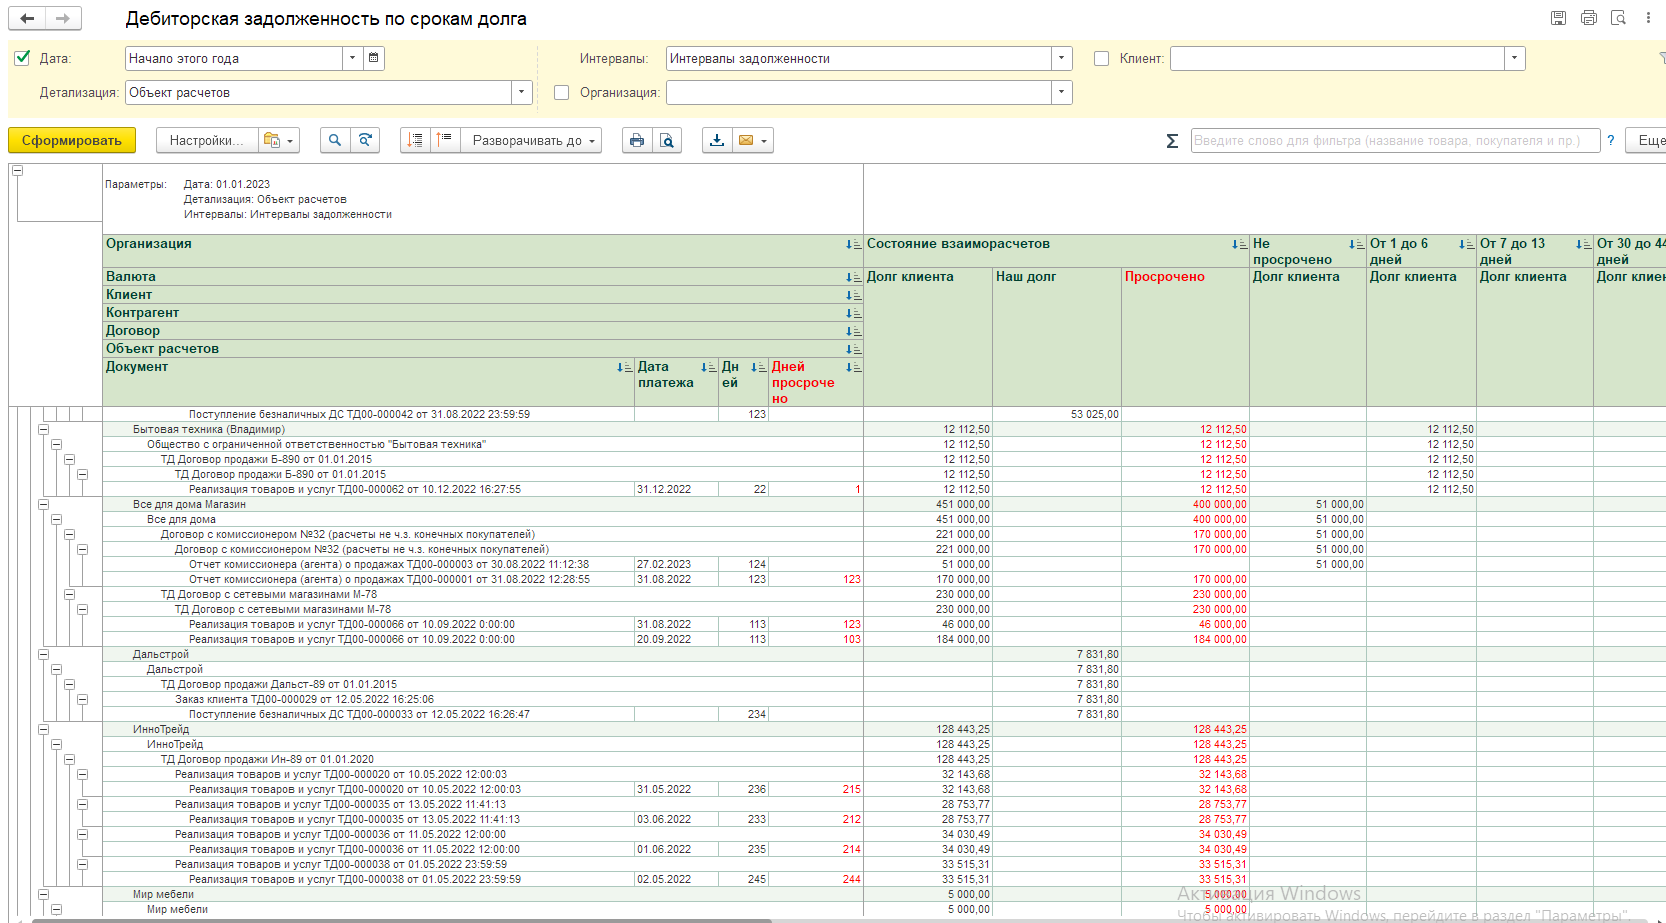 Дебиторская задолженность по срокам долга
Дата: Начало этого года Интервалы: Интервалы задолженности Клиент:
Детализация: Объект расчетов Организация:
Сформировать Настройки... Разворачивать до Σ Введите слово для фильтра (название товара, покупателя и пр.) ? Еще
Параметры: Дата: 01.01.2023
Детализация: Объект расчетов
Интервалы: Интервалы задолженности
Организация Состояние взаиморасчетов Не просрочено От 1 до 6 дней От 7 до 13 дней От 30 до 44 дней
Валюта Долг клиента Наш долг Просрочено Долг клиента Долг клиента Долг клиента Долг клиен
Клиент
Контрагент
Договор
Объект расчетов
Документ Дата платежа Дней Дней просрочено
Поступление безналичных ДС ТД00-000042 от 31.08.2022 23:59:59 123 53 025,00
Бытовая техника (Владимир) 12 112,50 12 112,50 12 112,50
Общество с ограниченной ответственностью "Бытовая техника" 12 112,50 12 112,50 12 112,50
ТД Договор продажи Б-890 от 01.01.2015 12 112,50 12 112,50 12 112,50
ТД Договор продажи Б-890 от 01.01.2015 12 112,50 12 112,50 12 112,50
Реализация товаров и услуг ТД00-000062 от 10.12.2022 16:27:55 31.12.2022 22 1 12 112,50 12 112,50 12 112,50
Все для дома Магазин 451 000,00 400 000,00 51 000,00
Все для дома 451 000,00 400 000,00 51 000,00
Договор с комиссионером №32 (расчеты не ч.з. конечных покупателей) 221 000,00 170 000,00 51 000,00
Договор с комиссионером №32 (расчеты не ч.з. конечных покупателей) 221 000,00 170 000,00 51 000,00
Отчет комиссионера (агента) о продажах ТД00-000003 от 30.08.2022 11:12:38 27.02.2023 124 51 000,00 51 000,00
Отчет комиссионера (агента) о продажах ТД00-000001 от 31.08.2022 12:28:55 31.08.2022 123 123 170 000,00 170 000,00
ТД Договор с сетевыми магазинами М-78 230 000,00 230 000,00
ТД Договор с сетевыми магазинами М-78 230 000,00 230 000,00
Реализация товаров и услуг ТД00-000066 от 10.09.2022 0:00:00 31.08.2022 113 123 46 000,00 46 000,00
Реализация товаров и услуг ТД00-000066 от 10.09.2022 0:00:00 20.09.2022 113 103 184 000,00 184 000,00
Дальстрой 7 831,80
Дальстрой 7 831,80
ТД Договор продажи Дальст-89 от 01.01.2015 7 831,80
Заказ клиента ТД00-000029 от 12.05.2022 16:25:06 7 831,80
Поступление безналичных ДС ТД00-000033 от 12.05.2022 16:26:47 234 7 831,80
ИнноТрейд 128 443,25 128 443,25
ИнноТрейд 128 443,25 128 443,25
ТД Договор продажи Ин-89 от 01.01.2020 128 443,25 128 443,25
Реализация товаров и услуг ТД00-000020 от 10.05.2022 12:00:03 32 143,68 32 143,68
Реализация товаров и услуг ТД00-000020 от 10.05.2022 12:00:03 31.05.2022 236 215 32 143,68 32 143,68
Реализация товаров и услуг ТД00-000035 от 13.05.2022 11:41:13 28 753,77 28 753,77
Реализация товаров и услуг ТД00-000035 от 13.05.2022 11:41:13 03.06.2022 233 212 28 753,77 28 753,77
Реализация товаров и услуг ТД00-000036 от 11.05.2022 12:00:00 34 030,49 34 030,49
Реализация товаров и услуг ТД00-000036 от 11.05.2022 12:00:00 01.06.2022 235 214 34 030,49 34 030,49
Реализация товаров и услуг ТД00-000038 от 01.05.2022 23:59:59 33 515,31 33 515,31
Реализация товаров и услуг ТД00-000038 от 01.05.2022 23:59:59 02.05.2022 245 244 33 515,31 33 515,31
Мир мебели 5 000,00 5 000,00
Мир мебели 5 000,00 5 000,00
Активация Windows
Чтобы активировать Windows, перейдите в раздел "Параметры".